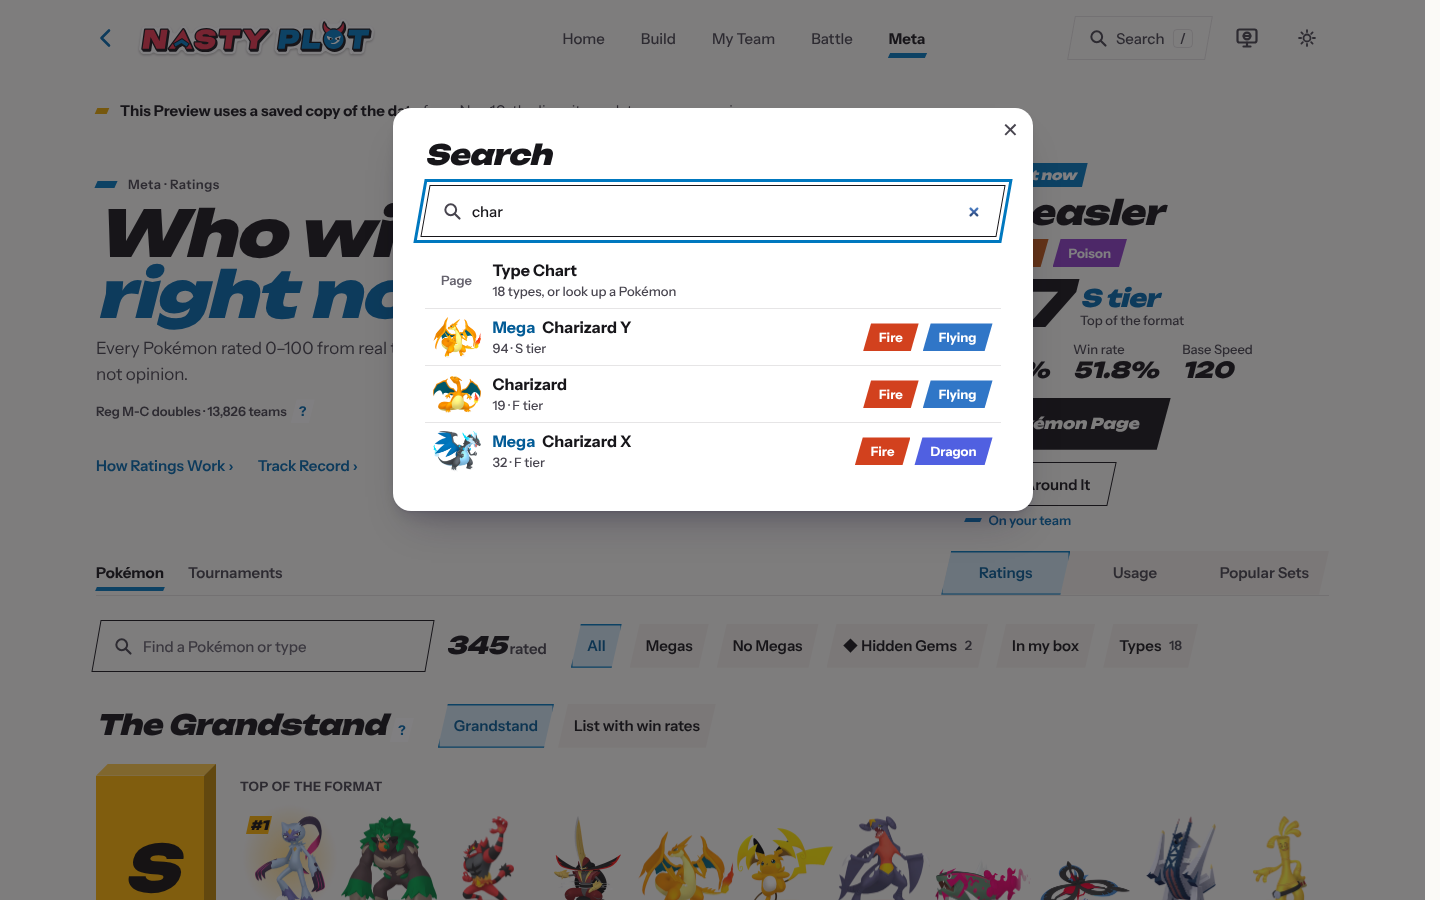 NASTY PLOT
Home
Build
My Team
Battle
Meta
Search /
This Preview uses a saved copy of the
Meta · Ratings
Who wi
right no
Every Pokémon rated 0–100 from real
not opinion.
Reg M-C doubles · 13,826 teams ?
How Ratings Work ›
Track Record ›
Search
char
Page
Type Chart
18 types, or look up a Pokémon
Mega Charizard Y
94 · S tier
Fire
Flying
Charizard
19 · F tier
Fire
Flying
Mega Charizard X
32 · F tier
Fire
Dragon
t now
easler
Poison
7
S tier
Top of the format
%
Win rate
51.8%
Base Speed
120
émon Page
Around It
On your team
Pokémon
Tournaments
Ratings
Usage
Popular Sets
Find a Pokémon or type
345 rated
All
Megas
No Megas
◆ Hidden Gems 2
In my box
Types 18
The Grandstand ?
Grandstand
List with win rates
S
TOP OF THE FORMAT
#1